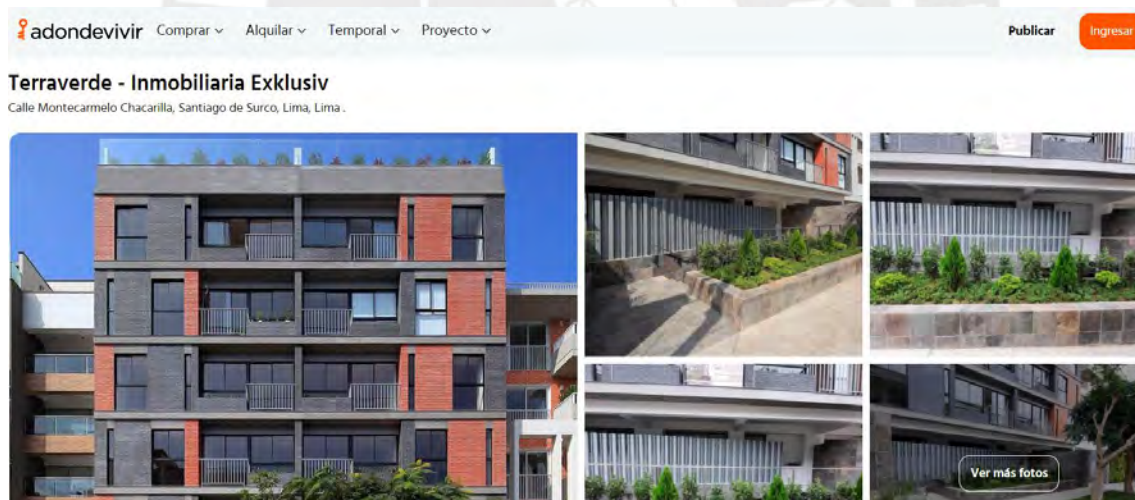 adondevivir Comprar Alquilar Temporal Proyecto Publicar Ingresar
Terraverde - Inmobiliaria Exklusiv
Calle Montecarmelo Chacarilla, Santiago de Surco, Lima, Lima .
Ver más fotos